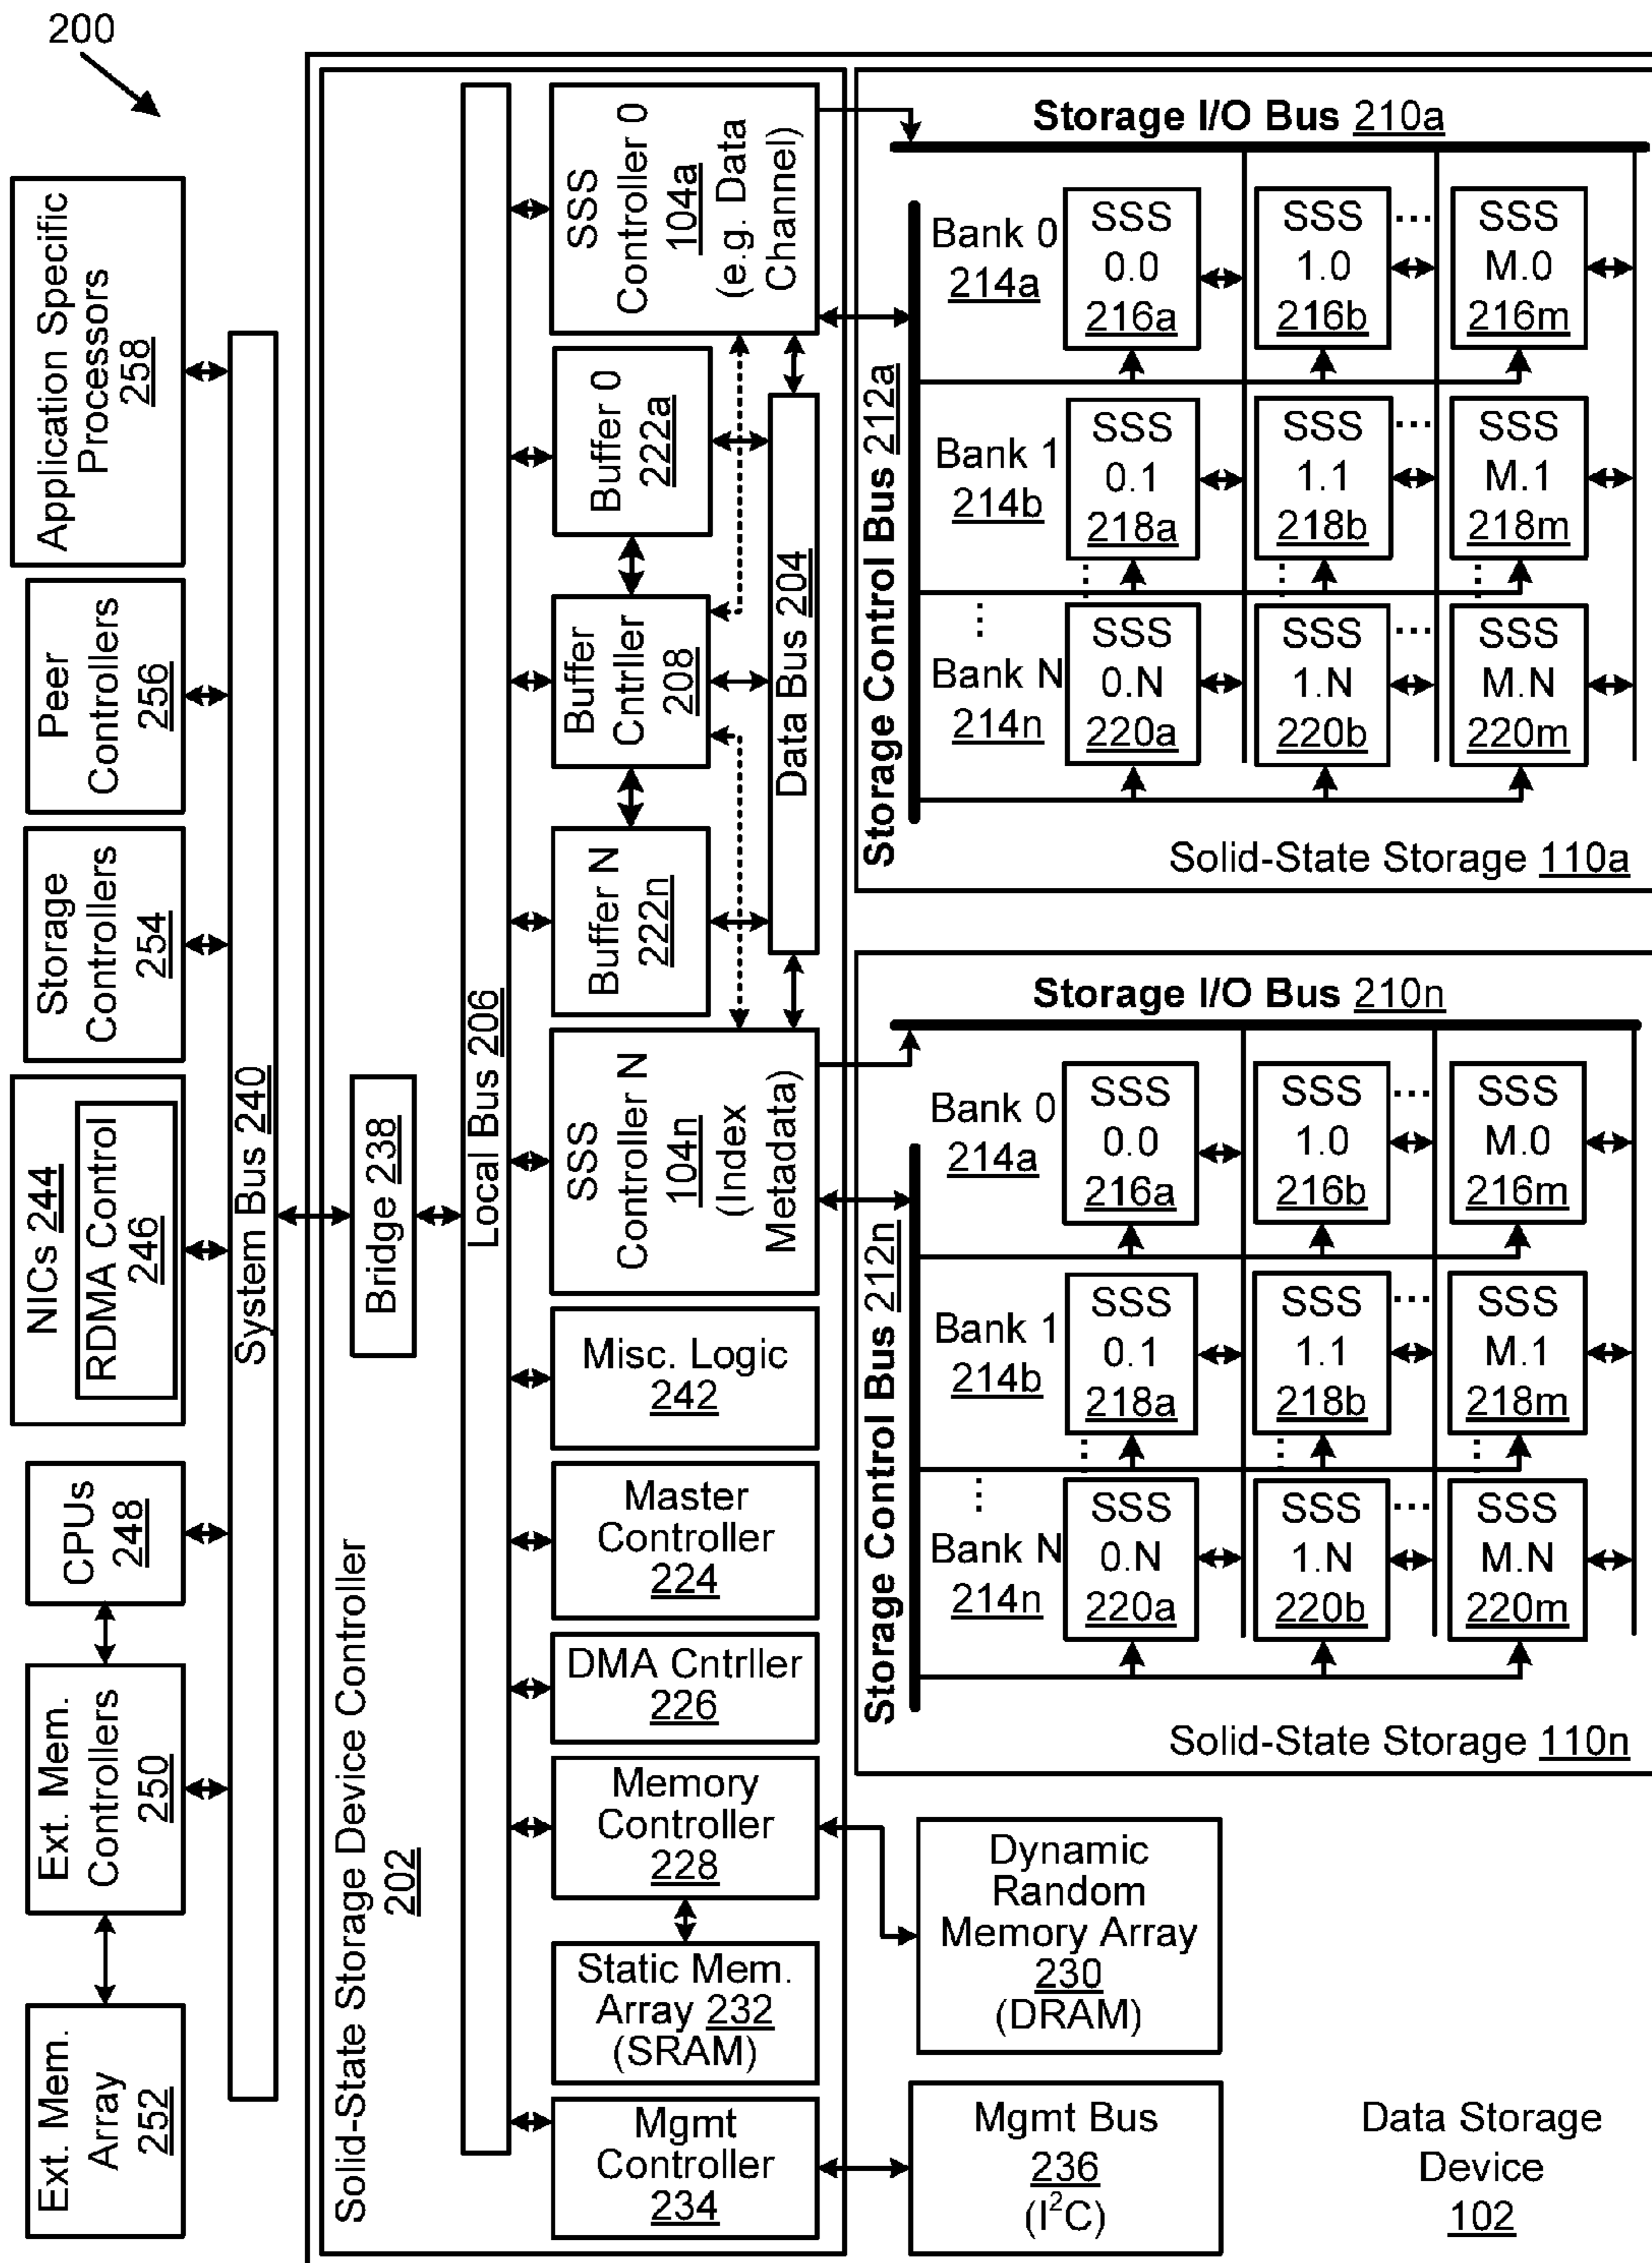 200
Application Specific
Processors
258
Peer
Controllers
256
Storage
Controllers
254
NICs 244
RDMA Control
246
CPUs
248
Ext. Mem.
Controllers
250
Ext. Mem.
Array
252
System Bus 240
Solid-State Storage Device Controller
202
Bridge 238
Local Bus 206
SSS
Controller 0
104a
(e.g. Data
Channel)
Buffer 0
222a
Buffer
Cntrller
208
Buffer N
222n
Data Bus 204
SSS
Controller N
104n
(Index
Metadata)
Misc. Logic
242
Master
Controller
224
DMA Cntrller
226
Memory
Controller
228
Static Mem.
Array 232
(SRAM)
Mgmt
Controller
234
Storage I/O Bus 210a
Storage Control Bus 212a
Bank 0
214a
SSS
0.0
216a
SSS
1.0
216b
...
SSS
M.0
216m
Bank 1
214b
SSS
0.1
218a
SSS
1.1
218b
...
SSS
M.1
218m
...
...
...
...
Bank N
214n
SSS
0.N
220a
SSS
1.N
220b
...
SSS
M.N
220m
Solid-State Storage 110a
Storage I/O Bus 210n
Storage Control Bus 212n
Bank 0
214a
SSS
0.0
216a
SSS
1.0
216b
...
SSS
M.0
216m
Bank 1
214b
SSS
0.1
218a
SSS
1.1
218b
...
SSS
M.1
218m
...
...
...
...
Bank N
214n
SSS
0.N
220a
SSS
1.N
220b
...
SSS
M.N
220m
Solid-State Storage 110n
Dynamic
Random
Memory Array
230
(DRAM)
Mgmt Bus
236
(I²C)
Data Storage
Device
102